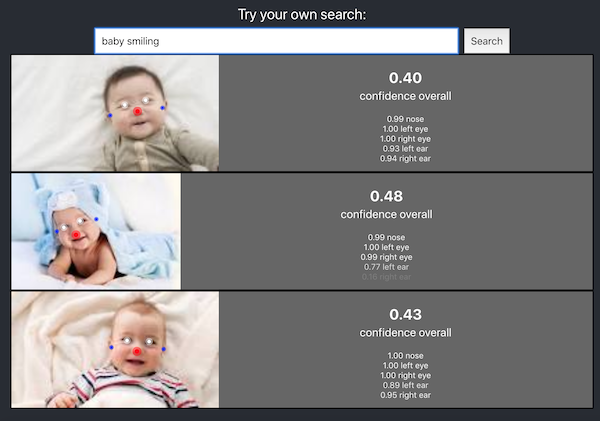 Try your own search:
baby smiling
Search
0.40
confidence overall
0.99 nose
1.00 left eye
1.00 right eye
0.93 left ear
0.94 right ear
0.48
confidence overall
0.99 nose
1.00 left eye
0.99 right eye
0.77 left ear
0.16 right ear
0.43
confidence overall
1.00 nose
1.00 left eye
1.00 right eye
0.89 left ear
0.95 right ear